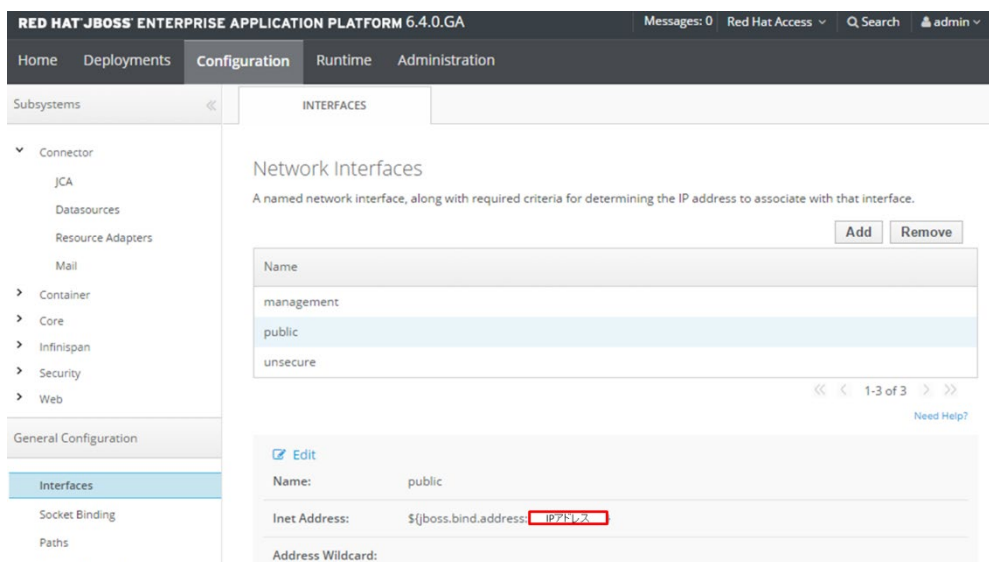 RED HAT JBOSS ENTERPRISE APPLICATION PLATFORM 6.4.0.GA
Messages: 0 Red Hat Access Search admin
Home Deployments Configuration Runtime Administration
Subsystems
INTERFACES
Connector
JCA
Datasources
Resource Adapters
Mail
Container
Core
Infinispan
Security
Web
General Configuration
Interfaces
Socket Binding
Paths
Network Interfaces
A named network interface, along with required criteria for determining the IP address to associate with that interface.
Add Remove
Name
management
public
unsecure
1-3 of 3
Need Help?
Edit
Name: public
Inet Address: ${jboss.bind.address: IPアドレス
Address Wildcard: